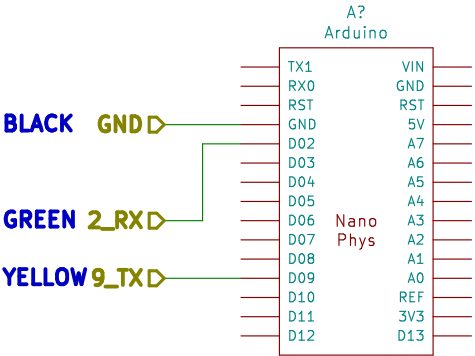 A?
Arduino
TX1 VIN
RX0 GND
RST RST
BLACK GND GND 5V
D02 A7
D03 A6
D04 A5
D05 A4
GREEN 2_RX D06 Nano A3
D07 Phys A2
D08 A1
YELLOW 9_TX D09 A0
D10 REF
D11 3V3
D12 D13